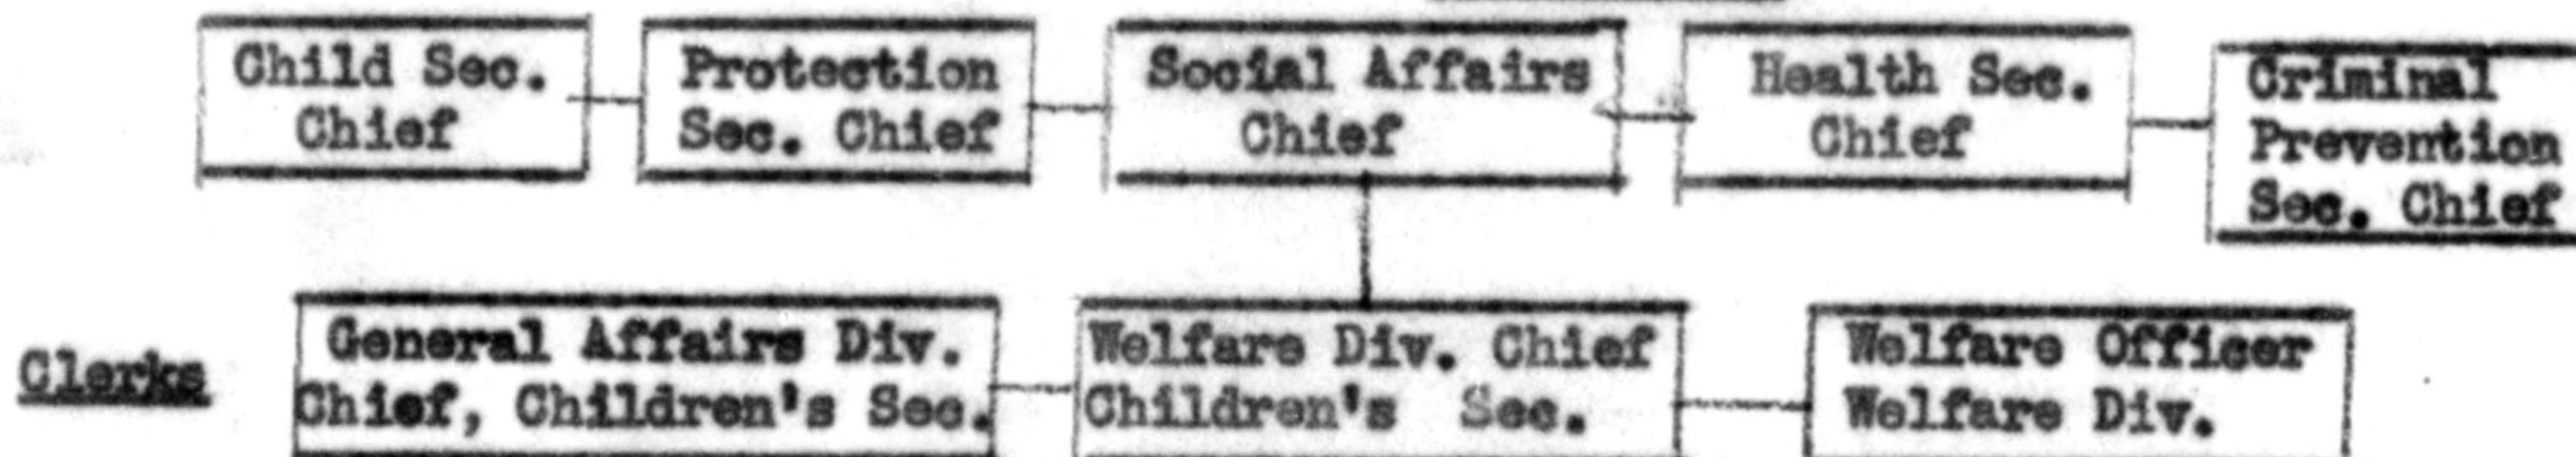 Child Sec.
Chief
Protection
Sec. Chief
Social Affairs
Chief
Health Sec.
Chief
Criminal
Prevention
Sec. Chief
Clerks
General Affairs Div.
Chief, Children's Sec.
Welfare Div. Chief
Children's Sec.
Welfare Officer
Welfare Div.